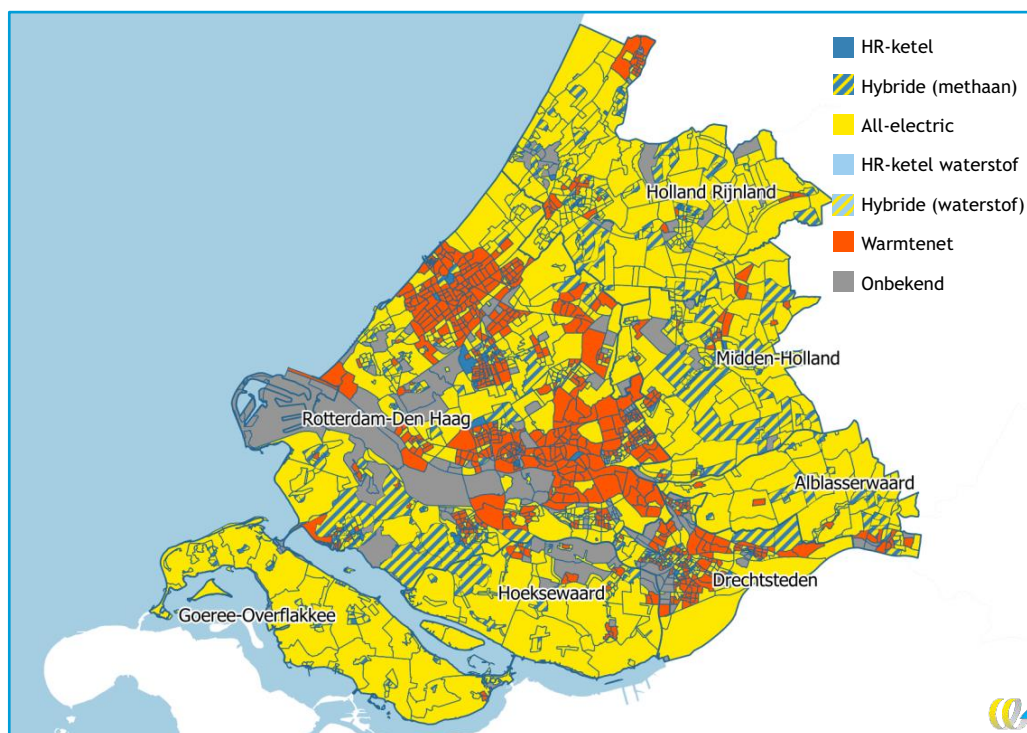 HR-ketel
Hybride (methaan)
All-electric
HR-ketel waterstof
Hybride (waterstof)
Warmtenet
Onbekend
Holland Rijnland
Midden-Holland
Rotterdam-Den Haag
Alblasserwaard
Drechtsteden
Hoeksewaard
Goeree-Overflakkee